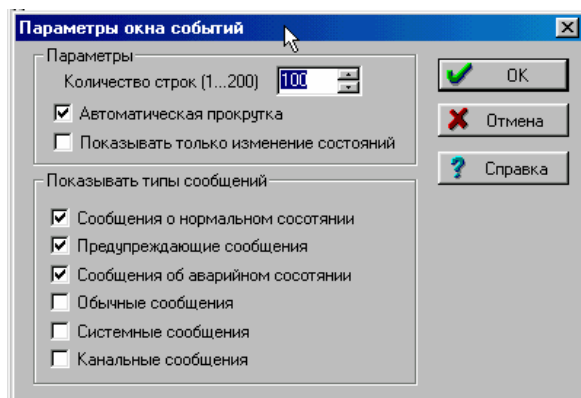 Параметры окна событий
Параметры
Количество строк (1...200) 100
Автоматическая прокрутка
Показывать только изменение состояний
Показывать типы сообщений
Сообщения о нормальном сосотянии
Предупреждающие сообщения
Сообщения об аварийном сосотянии
Обычные сообщения
Системные сообщения
Канальные сообщения
OK
Отмена
Справка